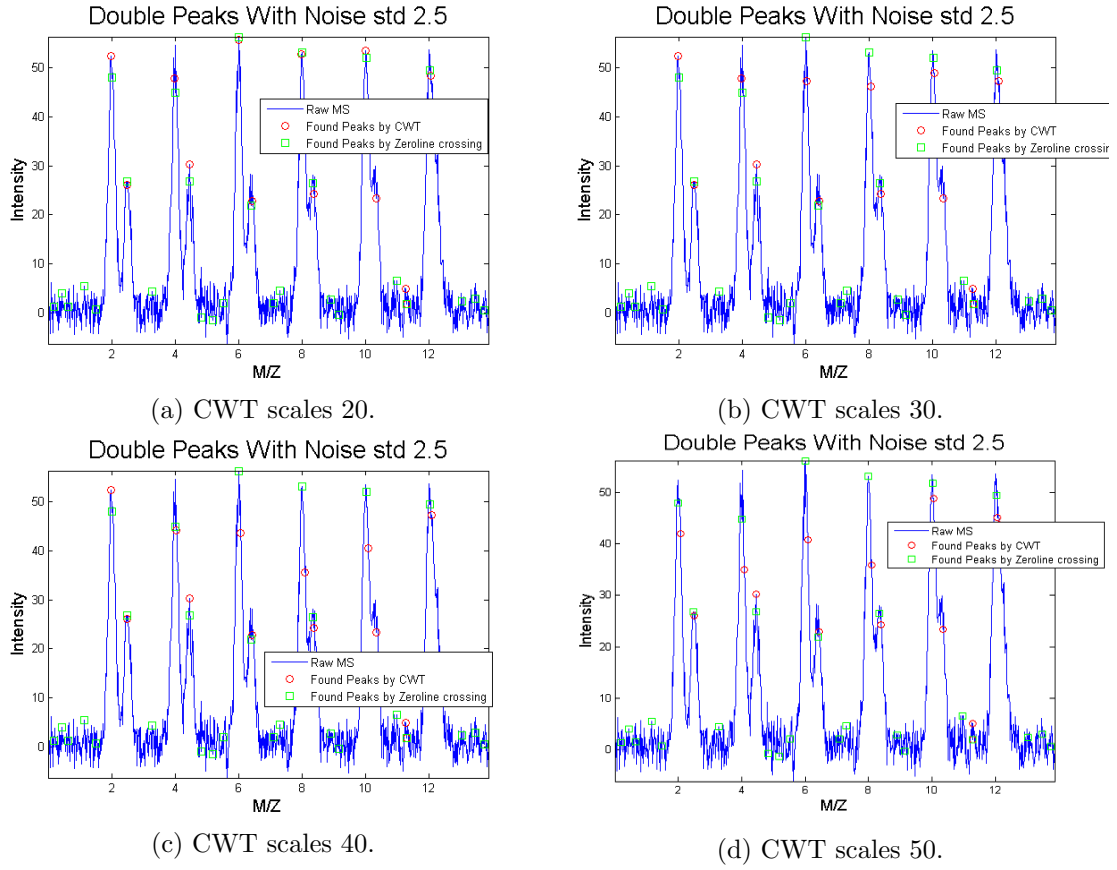 Double Peaks With Noise std 2.5
Intensity
50
40
30
20
10
0
Raw MS
Found Peaks by CWT
Found Peaks by Zeroline crossing
2 4 6 8 10 12
M/Z
(a) CWT scales 20.
Double Peaks With Noise std 2.5
Intensity
50
40
30
20
10
0
Raw MS
Found Peaks by CWT
Found Peaks by Zeroline crossing
2 4 6 8 10 12
M/Z
(b) CWT scales 30.
Double Peaks With Noise std 2.5
Intensity
50
40
30
20
10
0
Raw MS
Found Peaks by CWT
Found Peaks by Zeroline crossing
2 4 6 8 10 12
M/Z
(c) CWT scales 40.
Double Peaks With Noise std 2.5
Intensity
50
40
30
20
10
0
Raw MS
Found Peaks by CWT
Found Peaks by Zeroline crossing
2 4 6 8 10 12
M/Z
(d) CWT scales 50.